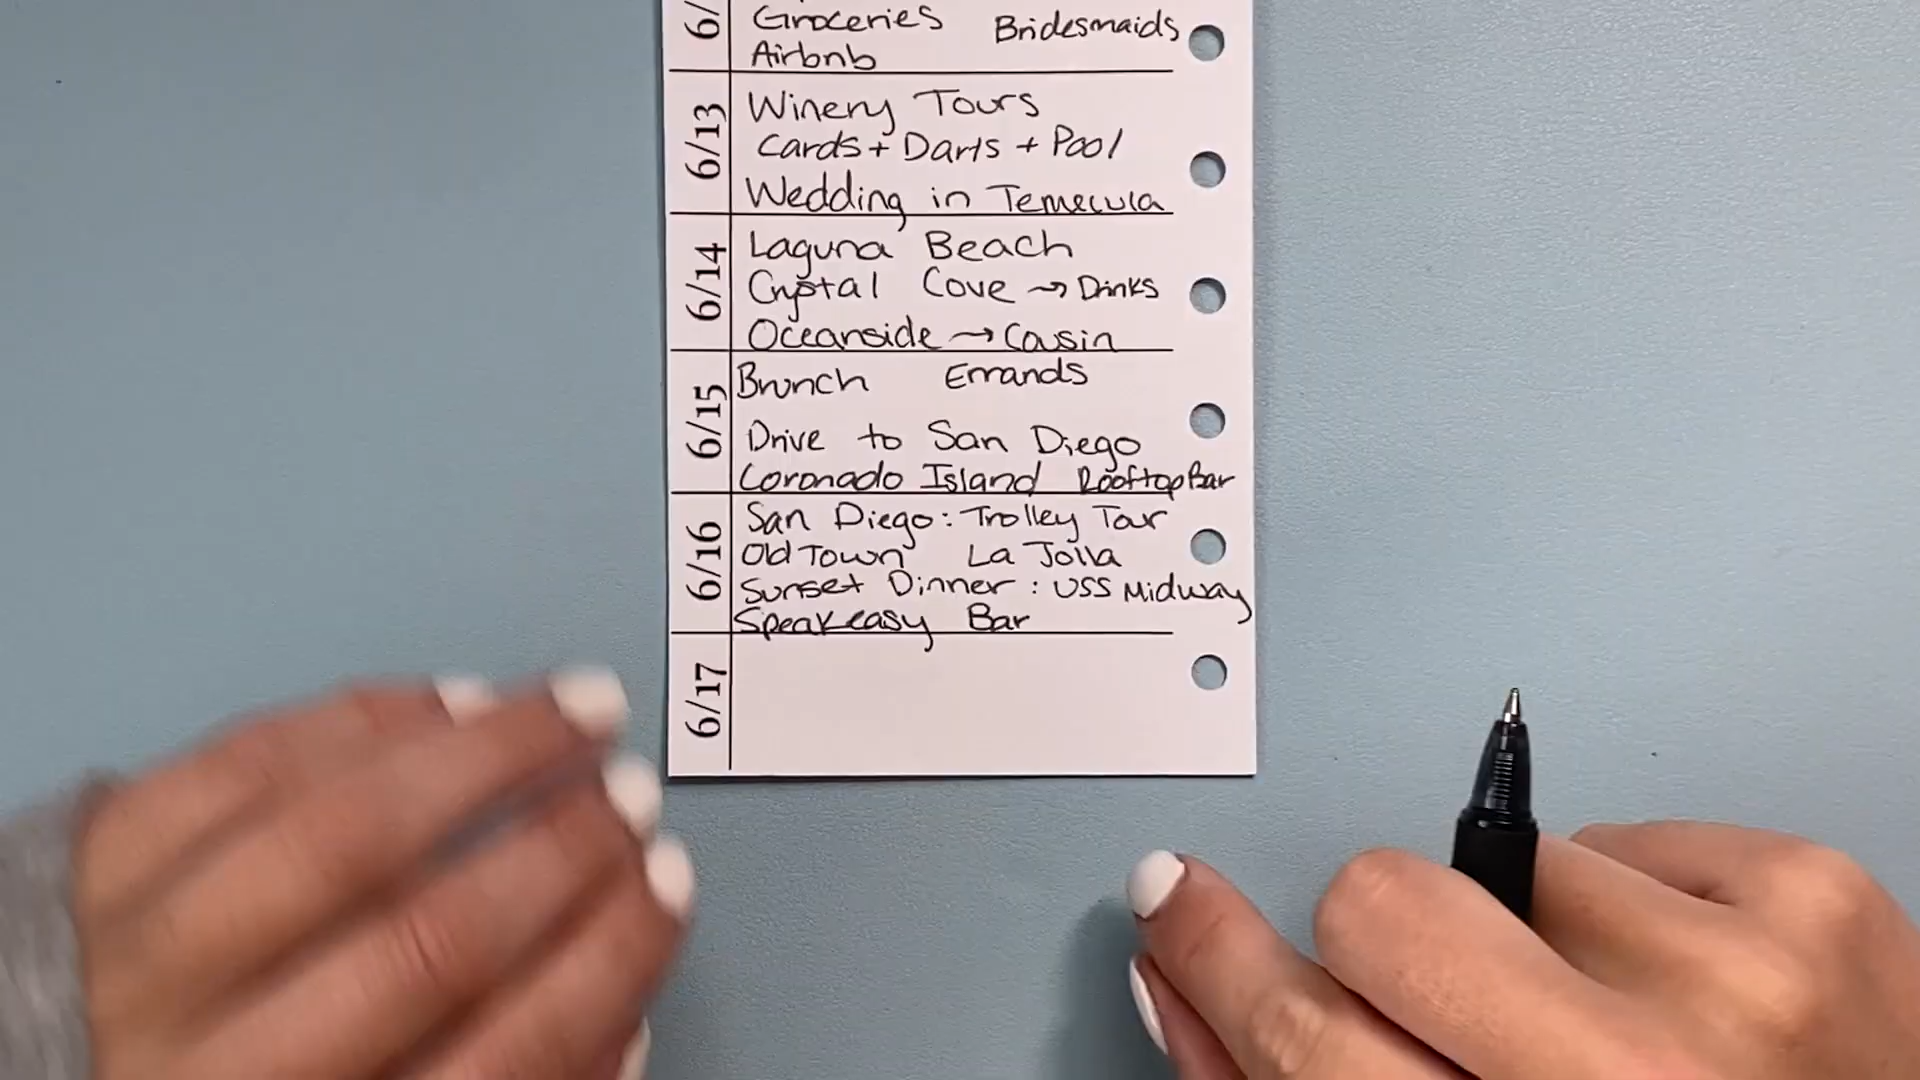 6/
Groceries Bridesmaids
Airbnb
6/13
Winery Tours
Cards + Darts + Pool
Wedding in Temecula
6/14
Laguna Beach
Crystal Cove → Drinks
Oceanside → Cousin
6/15
Brunch Errands
Drive to San Diego
Coronado Island Rooftop Bar
6/16
San Diego: Trolley Tour
Old Town La Jolla
Sunset Dinner: USS Midway
Speakeasy Bar
6/17